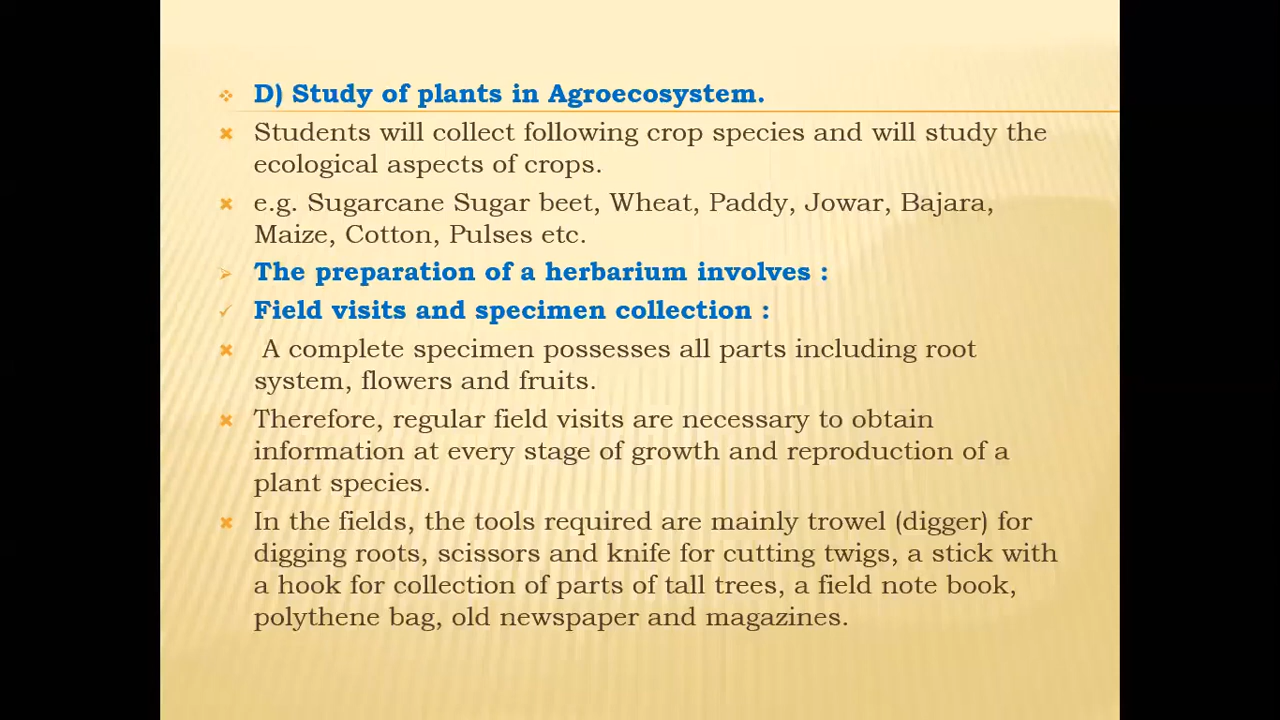 D) Study of plants in Agroecosystem.
Students will collect following crop species and will study the
ecological aspects of crops.
e.g. Sugarcane Sugar beet, Wheat, Paddy, Jowar, Bajara,
Maize, Cotton, Pulses etc.
The preparation of a herbarium involves :
Field visits and specimen collection :
A complete specimen possesses all parts including root
system, flowers and fruits.
Therefore, regular field visits are necessary to obtain
information at every stage of growth and reproduction of a
plant species.
In the fields, the tools required are mainly trowel (digger) for
digging roots, scissors and knife for cutting twigs, a stick with
a hook for collection of parts of tall trees, a field note book,
polythene bag, old newspaper and magazines.